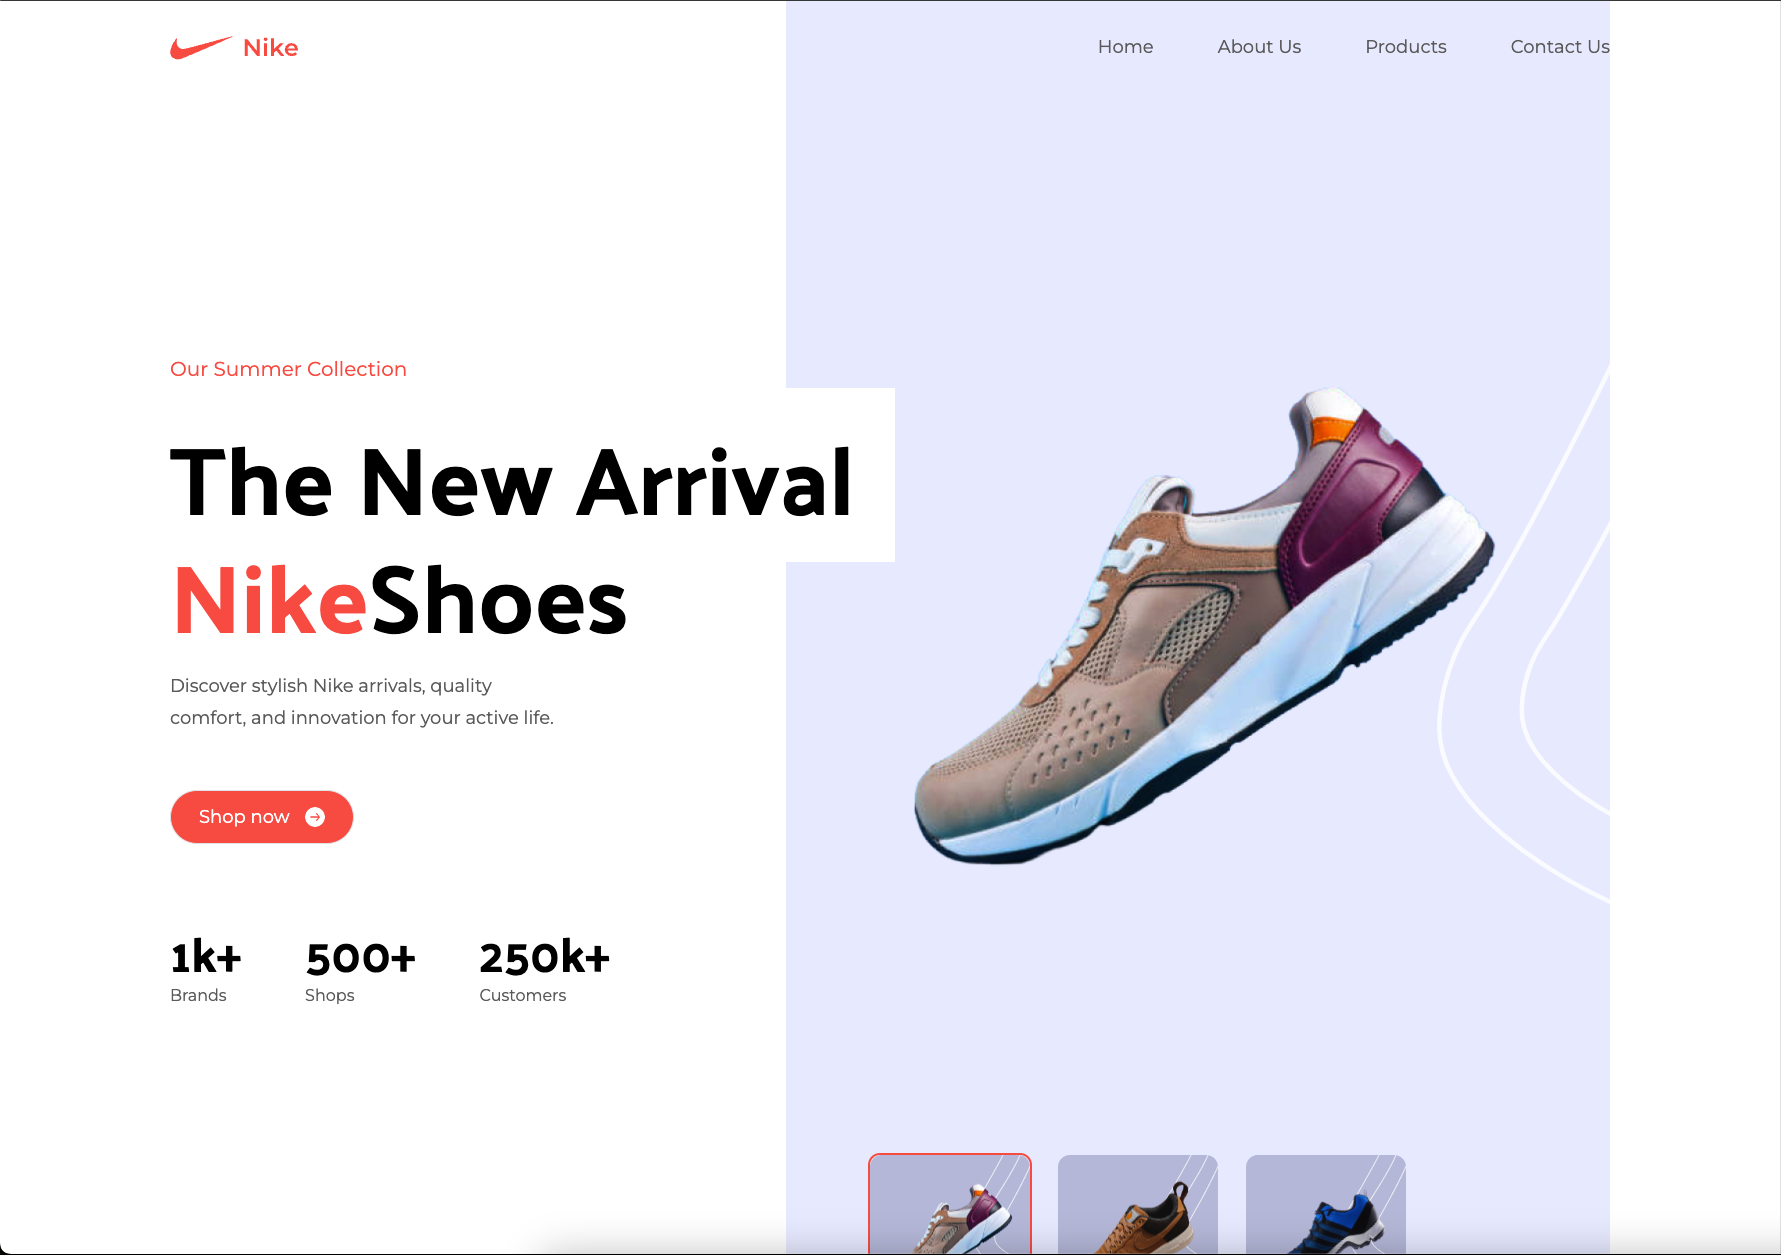 Nike
Home
About Us
Products
Contact Us
Our Summer Collection
The New Arrival
NikeShoes
Discover stylish Nike arrivals, quality
comfort, and innovation for your active life.
Shop now
1k+
Brands
500+
Shops
250k+
Customers